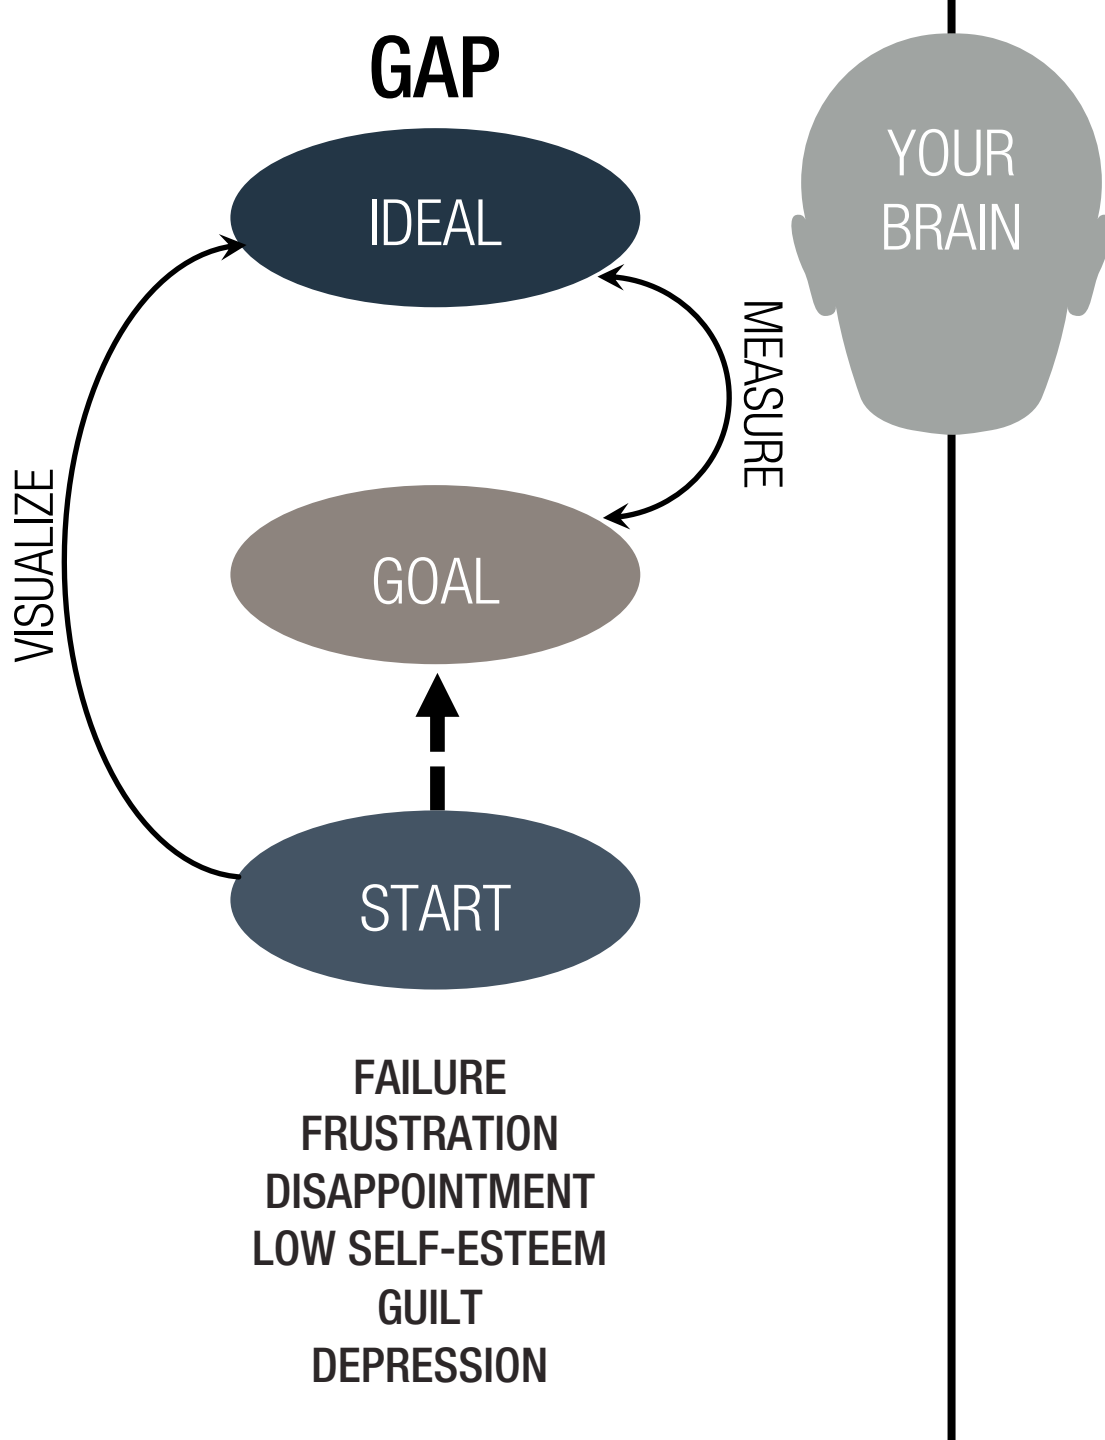 GAP
YOUR
BRAIN
IDEAL
MEASURE
VISUALIZE
GOAL
START
FAILURE
FRUSTRATION
DISAPPOINTMENT
LOW SELF-ESTEEM
GUILT
DEPRESSION